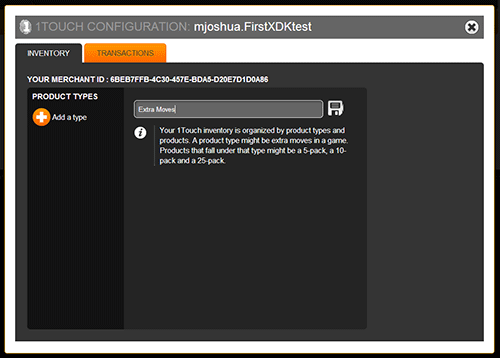 1TOUCH CONFIGURATION: mjoshua.FirstXDKtest
INVENTORY
TRANSACTIONS
YOUR MERCHANT ID : 6BEB7FFB-4C30-457E-BDA5-D20E7D1D0A86
PRODUCT TYPES
Add a type
Extra Moves
Your 1Touch inventory is organized by product types and
products. A product type might be extra moves in a game.
Products that fall under that type might be a 5-pack, a 10-
pack and a 25-pack.